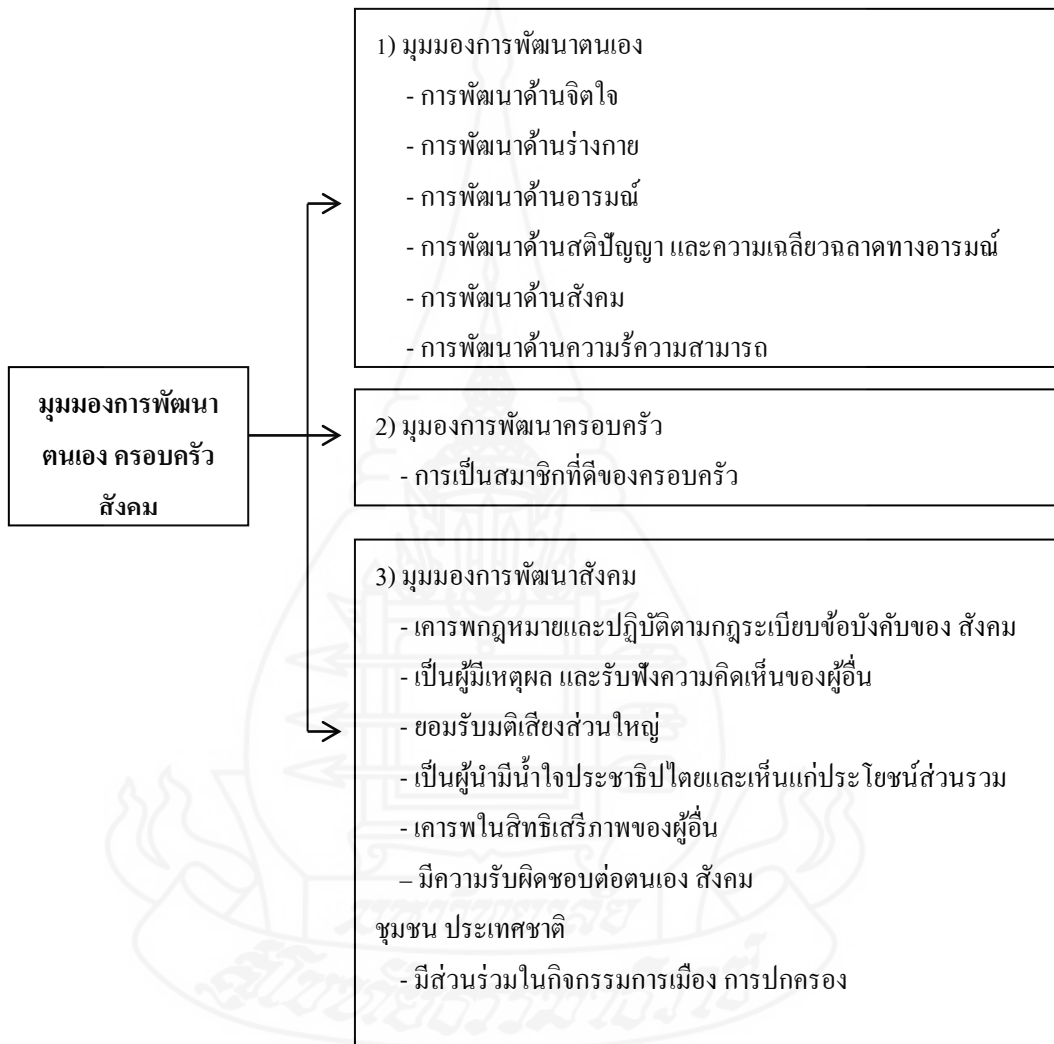 1) มุมมองการพัฒนาตนเอง
- การพัฒนาด้านจิตใจ
- การพัฒนาด้านร่างกาย
- การพัฒนาด้านอารมณ์
- การพัฒนาด้านสติปัญญา และความเฉลียวฉลาดทางอารมณ์
- การพัฒนาด้านสังคม
- การพัฒนาด้านความรู้ความสามารถ
มุมมองการพัฒนา
ตนเอง ครอบครัว
สังคม
2) มุมองการพัฒนาครอบครัว
- การเป็นสมาชิกที่ดีของครอบครัว
3) มุมมองการพัฒนาสังคม
- เคารพกฎหมายและปฏิบัติตามกฎระเบียบข้อบังคับของ สังคม
- เป็นผู้มีเหตุผล และรับฟังความคิดเห็นของผู้อื่น
- ยอมรับมติเสียงส่วนใหญ่
- เป็นผู้นำมีน้ำใจประชาธิปไตยและเห็นแก่ประโยชน์ส่วนรวม
- เคารพในสิทธิเสรีภาพของผู้อื่น
– มีความรับผิดชอบต่อตนเอง สังคม
ชุมชน ประเทศชาติ
- มีส่วนร่วมในกิจกรรมการเมือง การปกครอง
มหาวิทยาลัย
สุโขทัยธรรมาธิราช